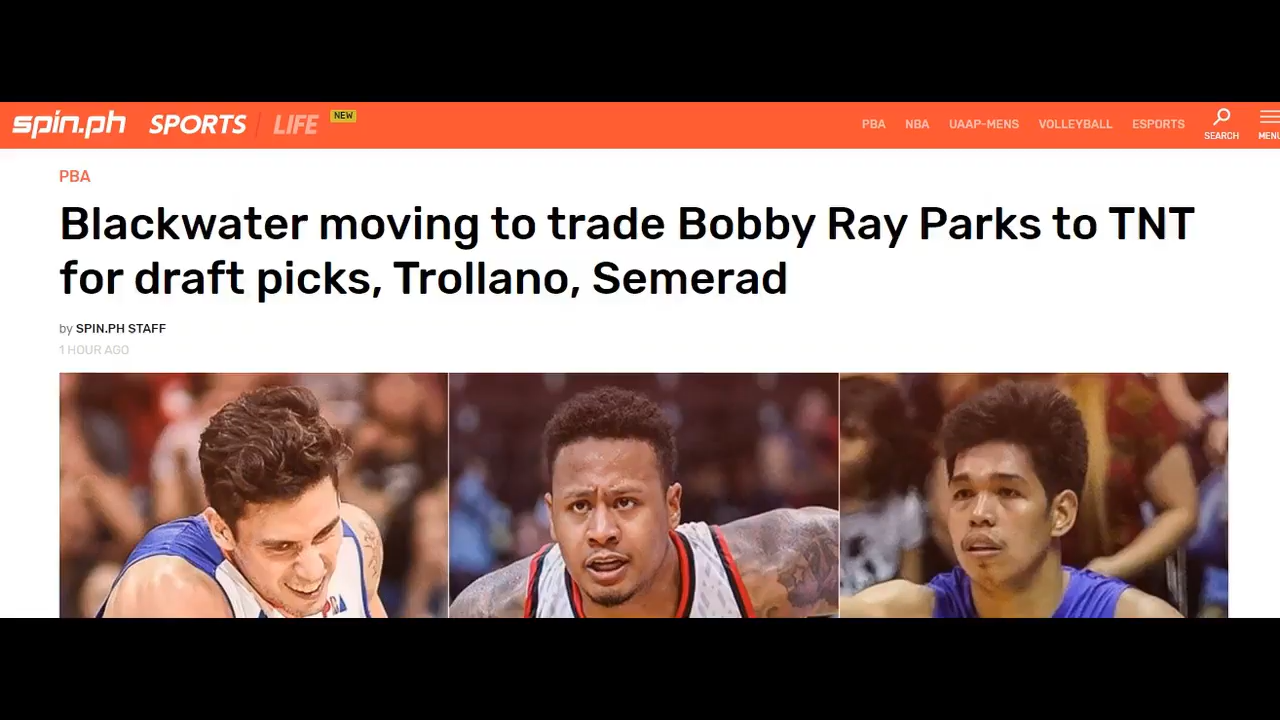 spin.ph SPORTS LIFE NEW PBA NBA UAAP-MENS VOLLEYBALL ESPORTS SEARCH MENU
PBA
Blackwater moving to trade Bobby Ray Parks to TNT
for draft picks, Trollano, Semerad
by SPIN.PH STAFF
1 HOUR AGO